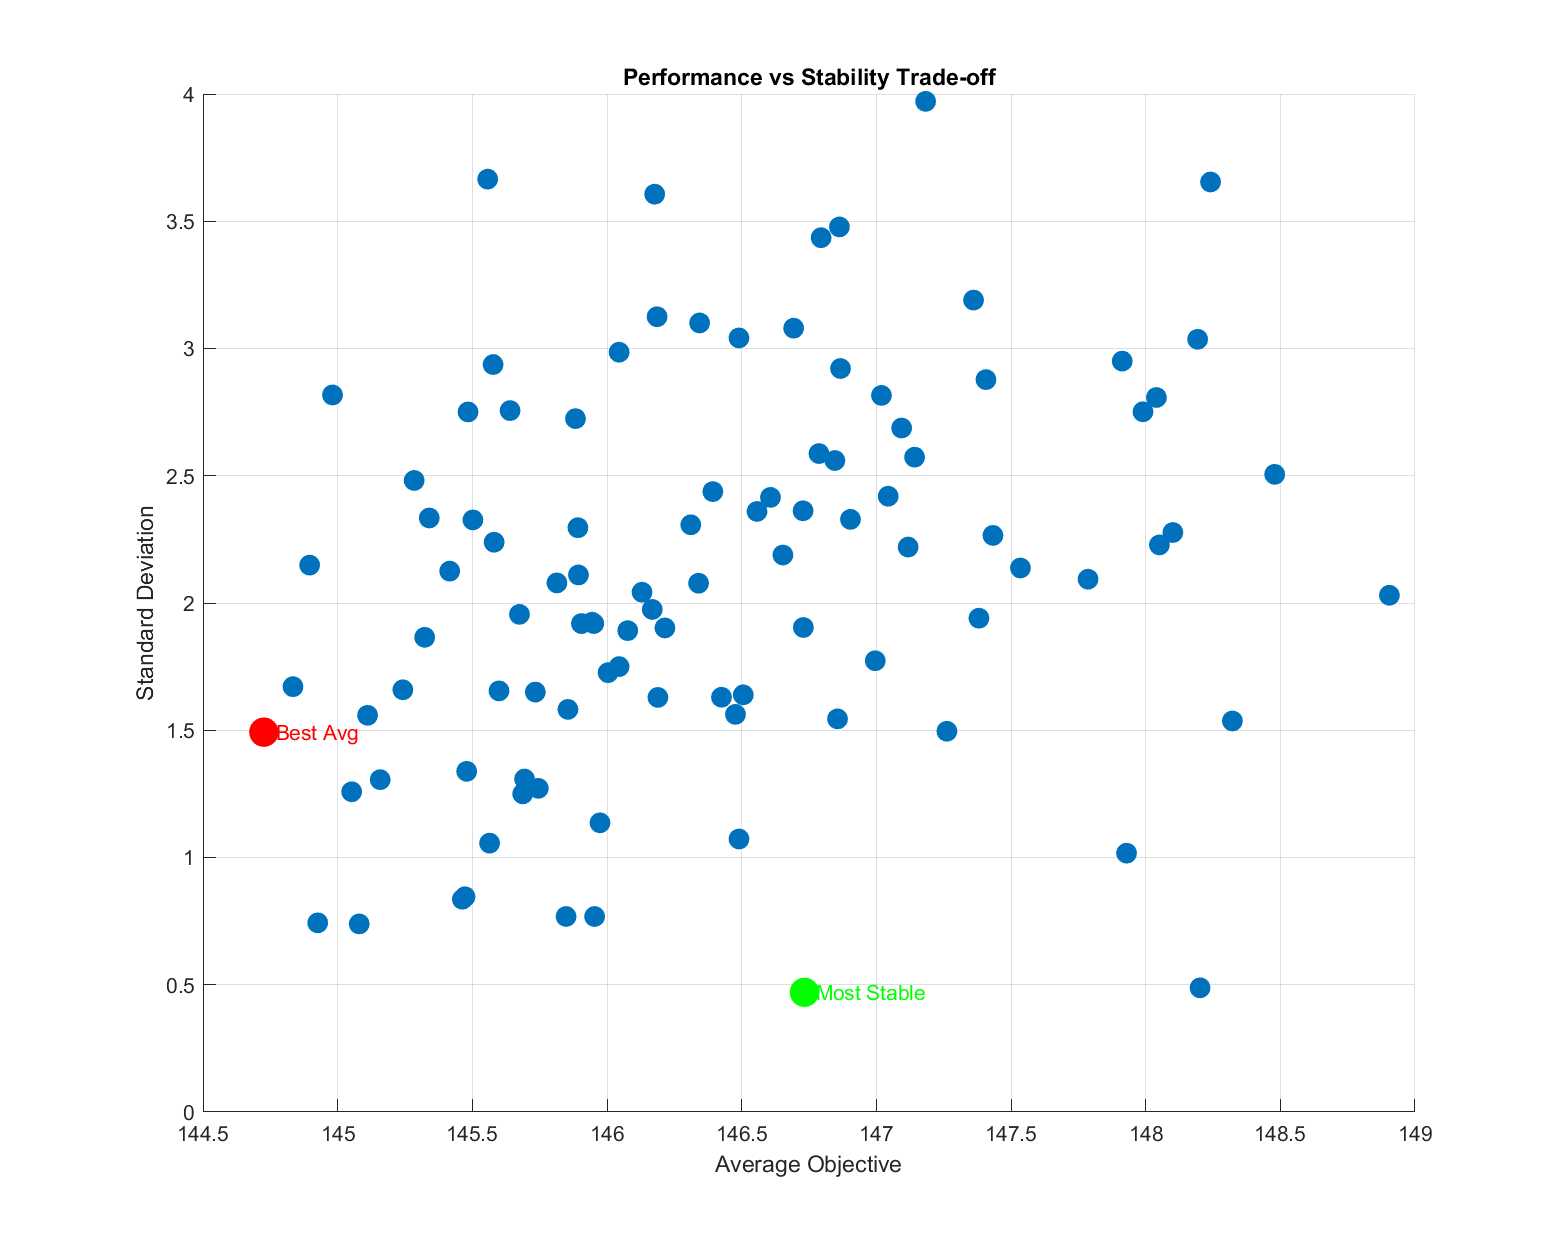 Performance vs Stability Trade-off
4
3.5
3
2.5
2
1.5
1
0.5
0
Standard Deviation
Best Avg
Most Stable
144.5 145 145.5 146 146.5 147 147.5 148 148.5 149
Average Objective